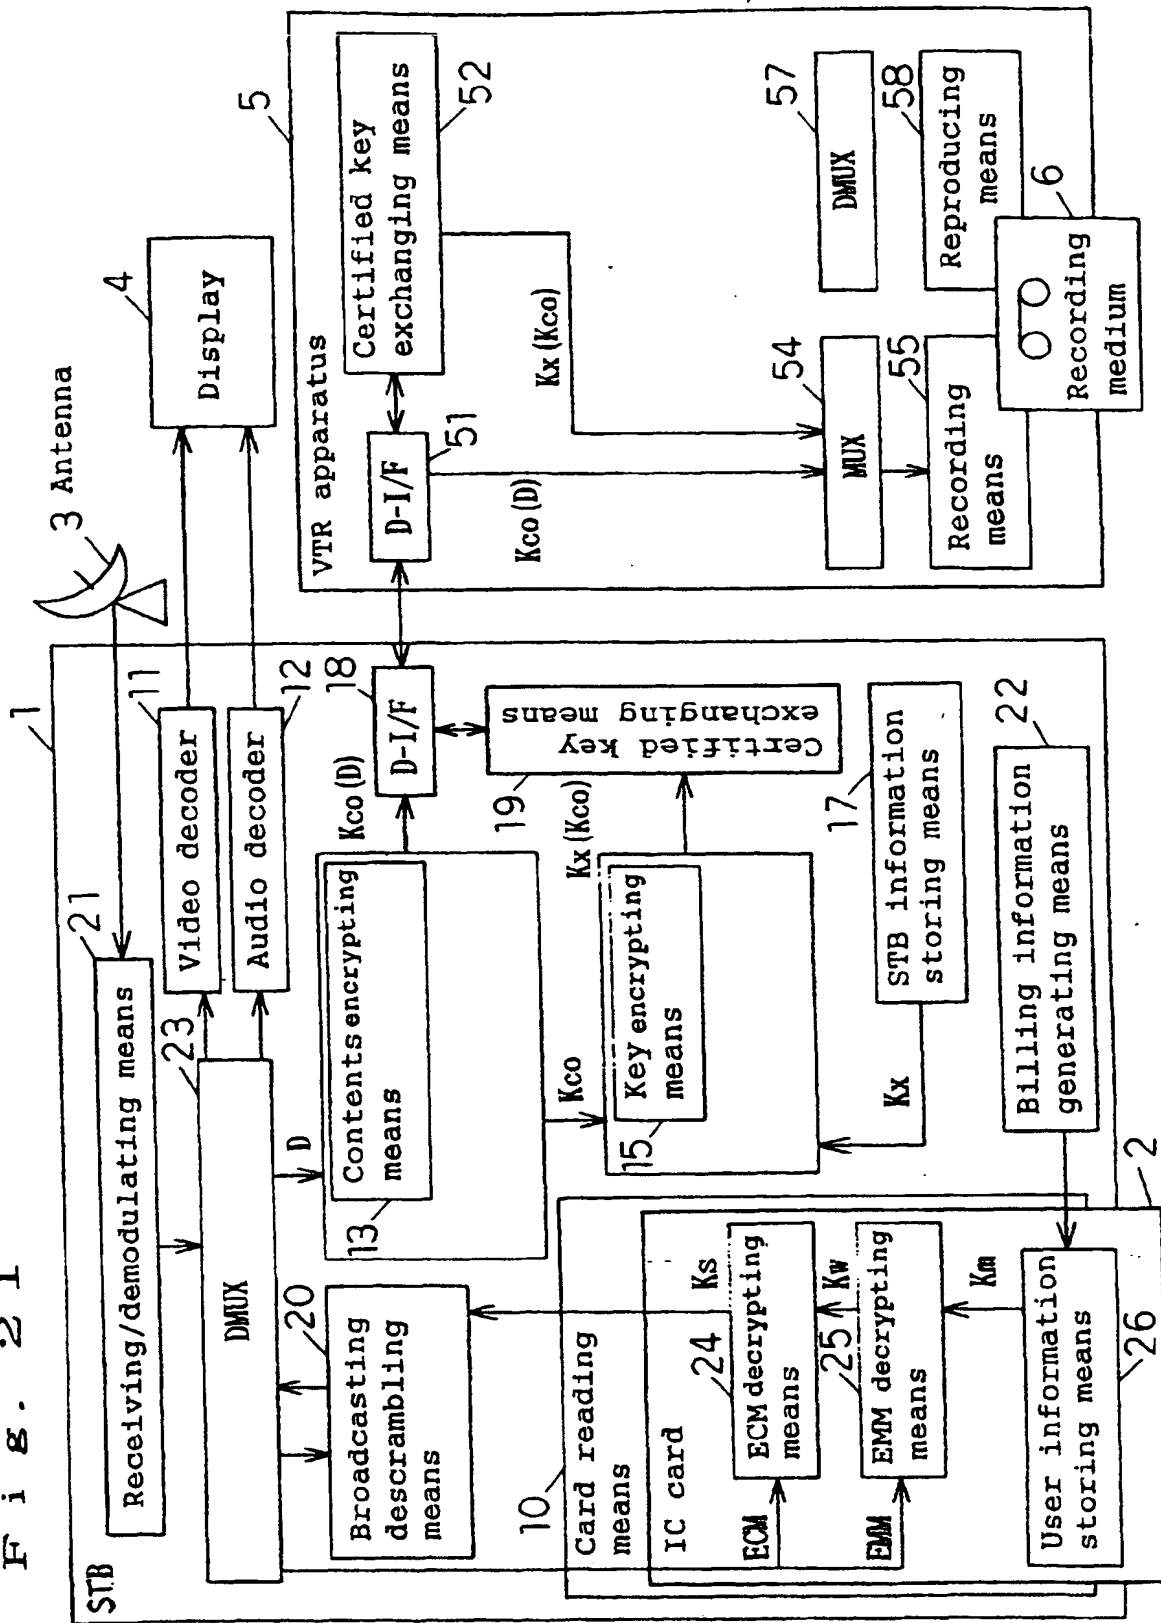 Fig. 21
STB
1
Receiving/demodulating means
21
3 Antenna
DMUX
23
Video decoder
11
Audio decoder
12
4
Display
Broadcasting
descrambling
means
20
D
Contents encrypting
means
13
Kco(D)
D-I/F
18
Kco
Key encrypting
means
15
Kx(Kco)
Certified key
exchanging means
19
Kx
STB information
storing means
17
Billing information
generating means
22
10
Card reading
means
IC card
2
ECM
ECM decrypting
means
24
Ks
EMM
EMM decrypting
means
25
Kw
Km
User information
storing means
26
VTR apparatus
5
D-I/F
51
Certified key
exchanging means
52
Kco(D)
Kx(Kco)
MUX
54
Recording
means
55
DMUX
57
Reproducing
means
58
Recording
medium
6